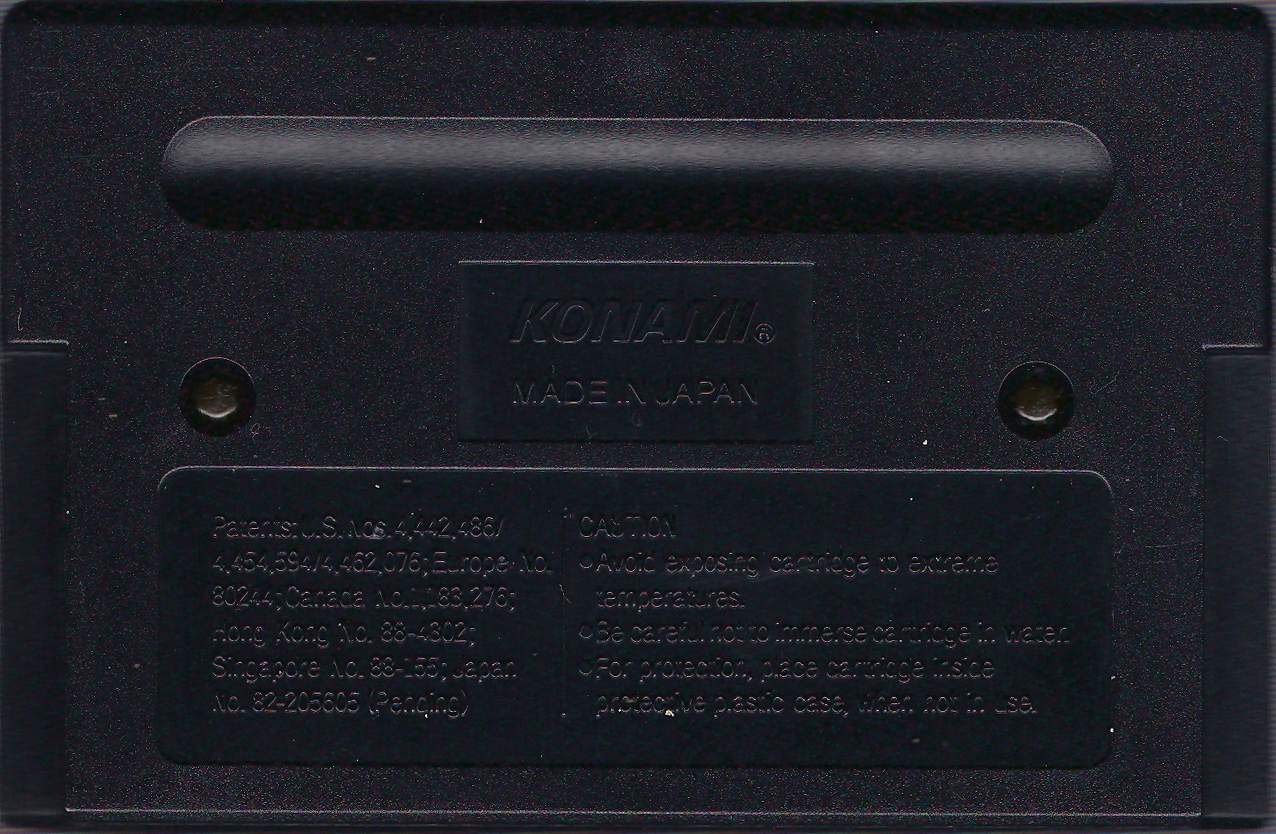 KONAMI®
MADE IN JAPAN
Patents: U.S. Nos. 4,442,486/
4,454,594/4,462,076; Europe No.
80244; Canada No. 1,183,276;
Hong Kong No. 88-4302;
Singapore No. 88-155; Japan
No. 82-205605 (Pending)
CAUTION
•Avoid exposing cartridge to extreme
temperatures.
•Be careful not to immerse cartridge in water.
•For protection, place cartridge inside
protective plastic case, when not in use.